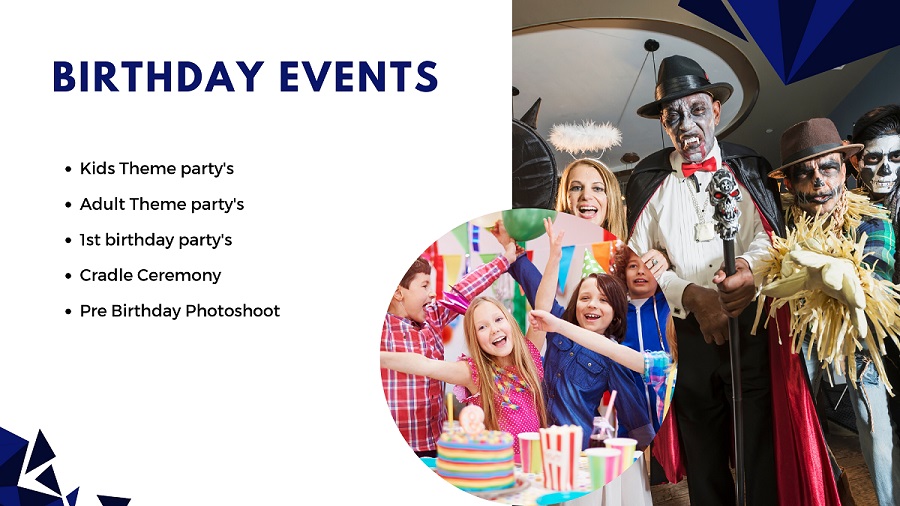 BIRTHDAY EVENTS
Kids Theme party's
Adult Theme party's
1st birthday party's
Cradle Ceremony
Pre Birthday Photoshoot